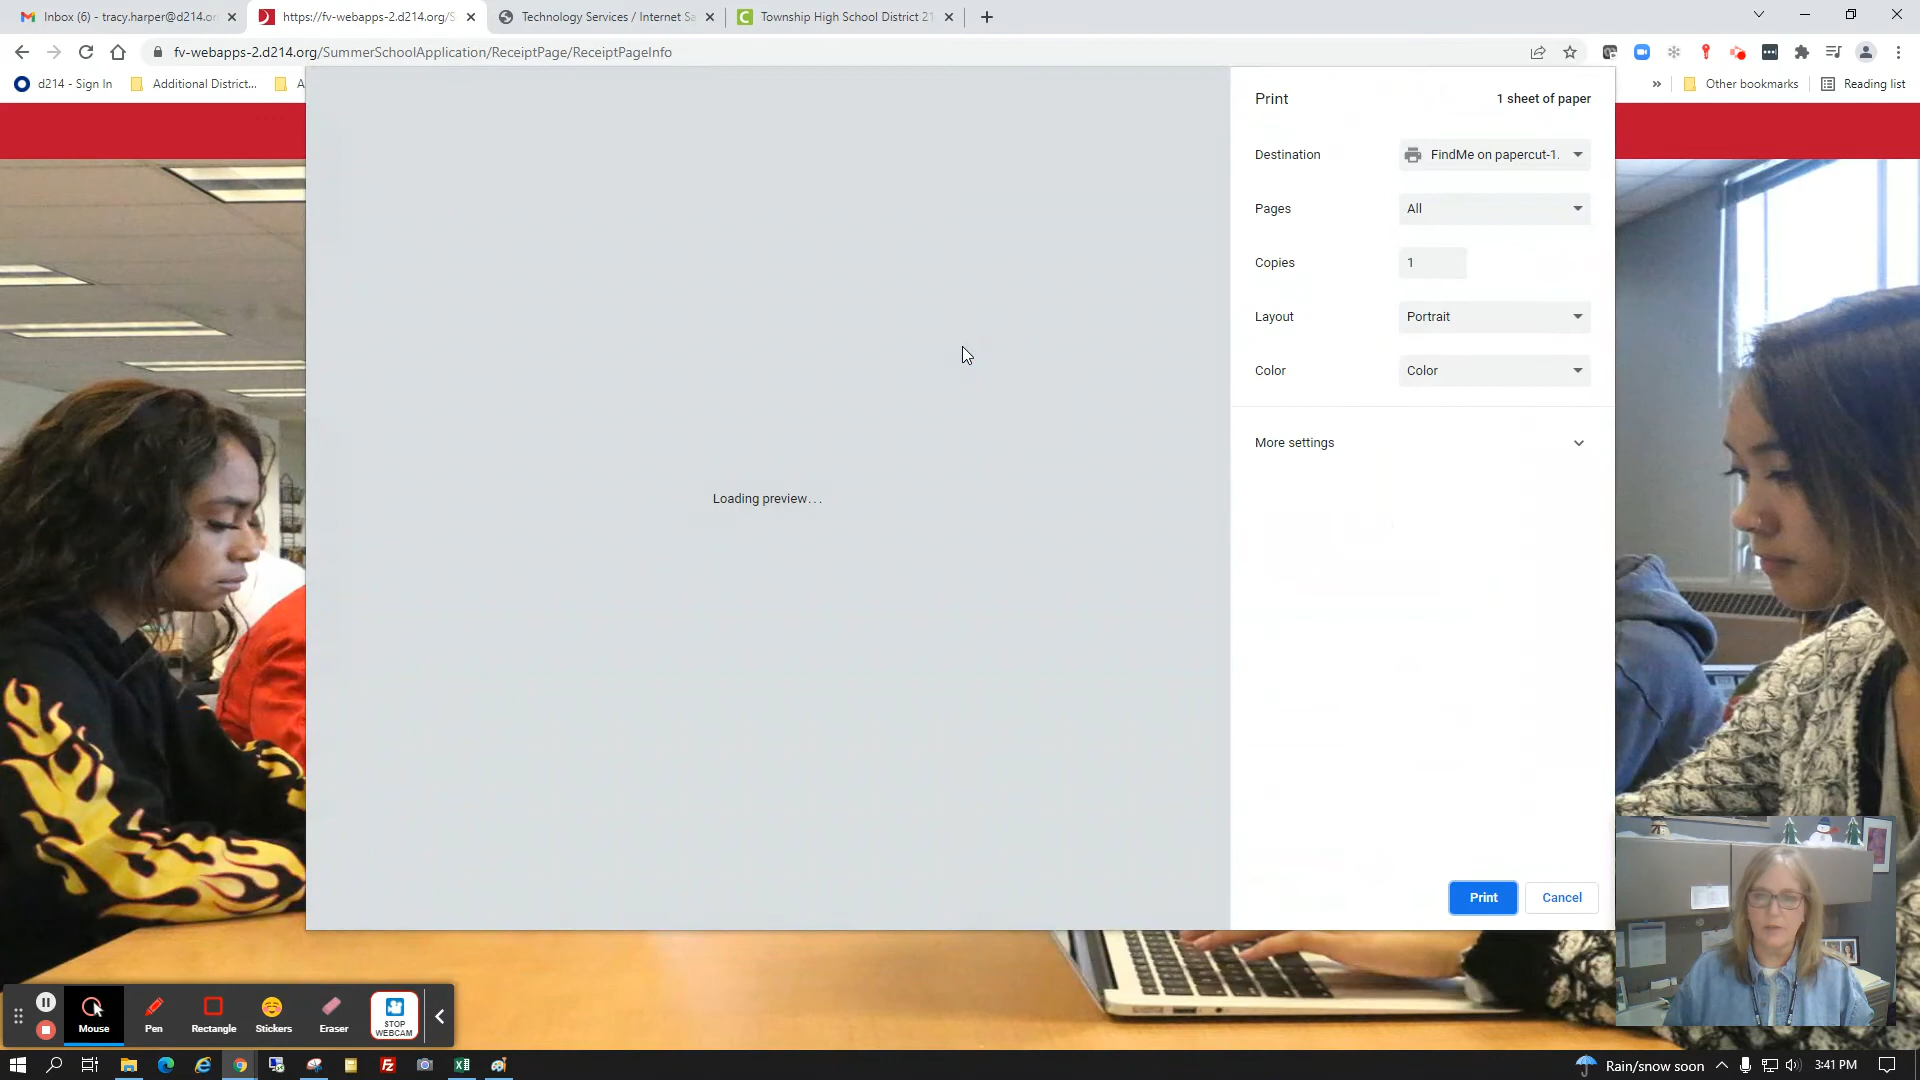 Inbox (6) - tracy.harper@d214.or
https://fv-webapps-2.d214.org/S
Technology Services / Internet Sa
Township High School District 21
fv-webapps-2.d214.org/SummerSchoolApplication/ReceiptPage/ReceiptPageInfo
d214 - Sign In
Additional District...
A
»
Other bookmarks
Reading list
Print
1 sheet of paper
Destination
FindMe on papercut-1.
Pages
All
Copies
1
Layout
Portrait
Color
Color
More settings
Loading preview...
Print
Cancel
Mouse
Pen
Rectangle
Stickers
Eraser
STOP
WEBCAM
Rain/snow soon
3:41 PM